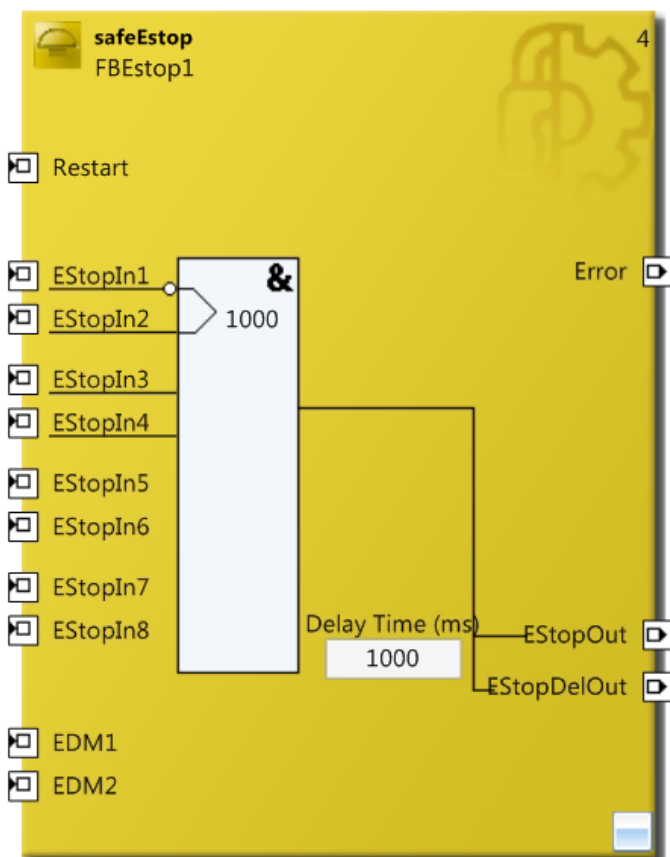 safeEstop
4
FBEstop1
Restart
EStopIn1
&
Error
EStopIn2
1000
EStopIn3
EStopIn4
EStopIn5
EStopIn6
EStopIn7
EStopIn8
Delay Time (ms)
EStopOut
1000
EStopDelOut
EDM1
EDM2